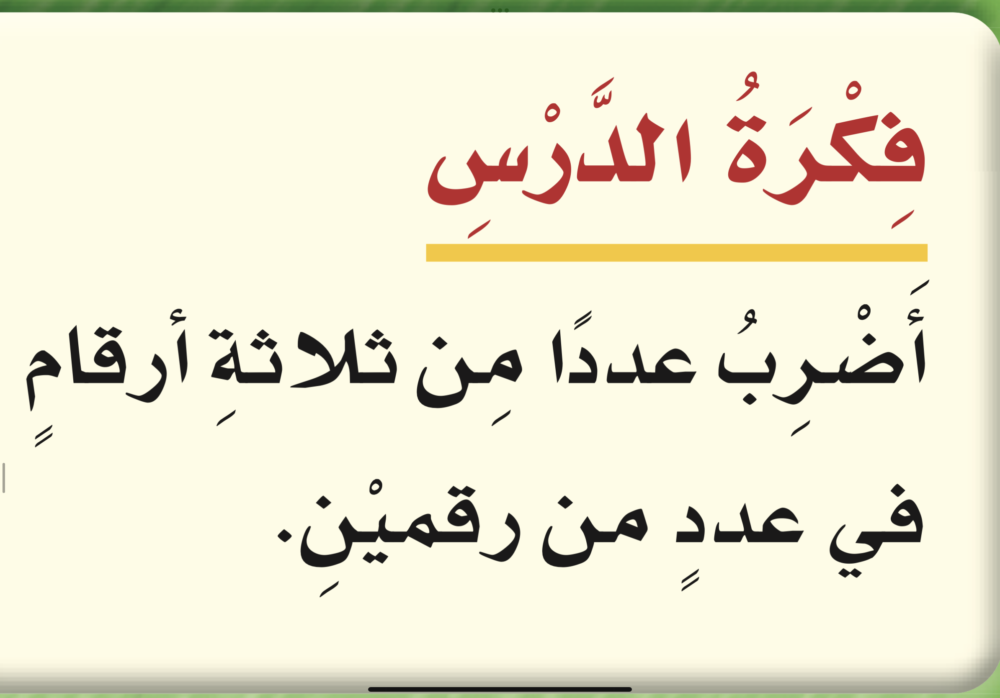 فِكْرَةُ الدَّرْسِ
أَضْرِبُ عددًا مِن ثلاثةِ أرقامٍ
في عددٍ من رقميْنِ.